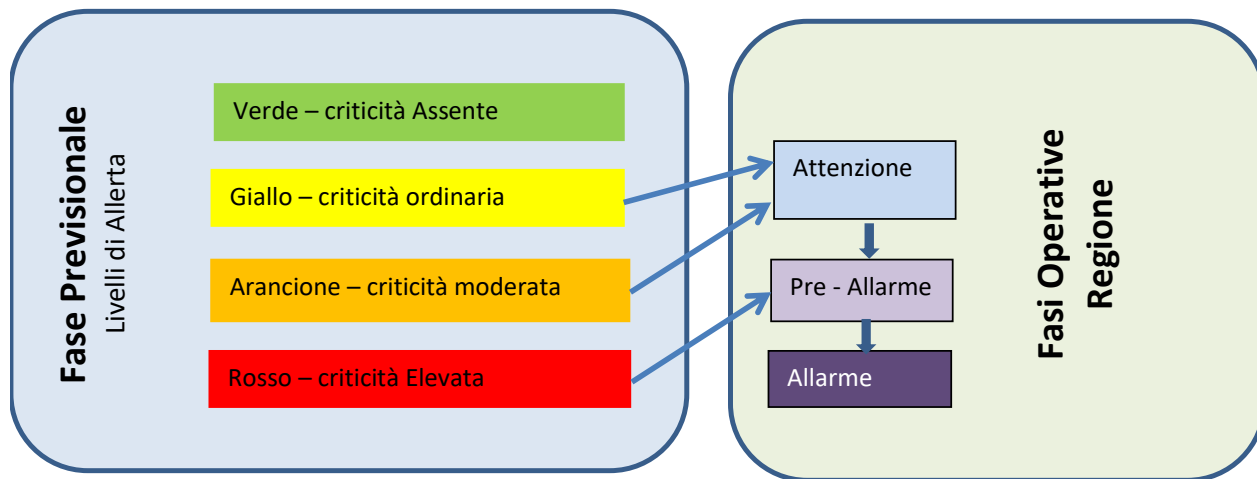 Fase Previsionale
Livelli di Allerta
Verde – criticità Assente
Giallo – criticità ordinaria
Arancione – criticità moderata
Rosso – criticità Elevata
Attenzione
Pre - Allarme
Allarme
Fasi Operative
Regione